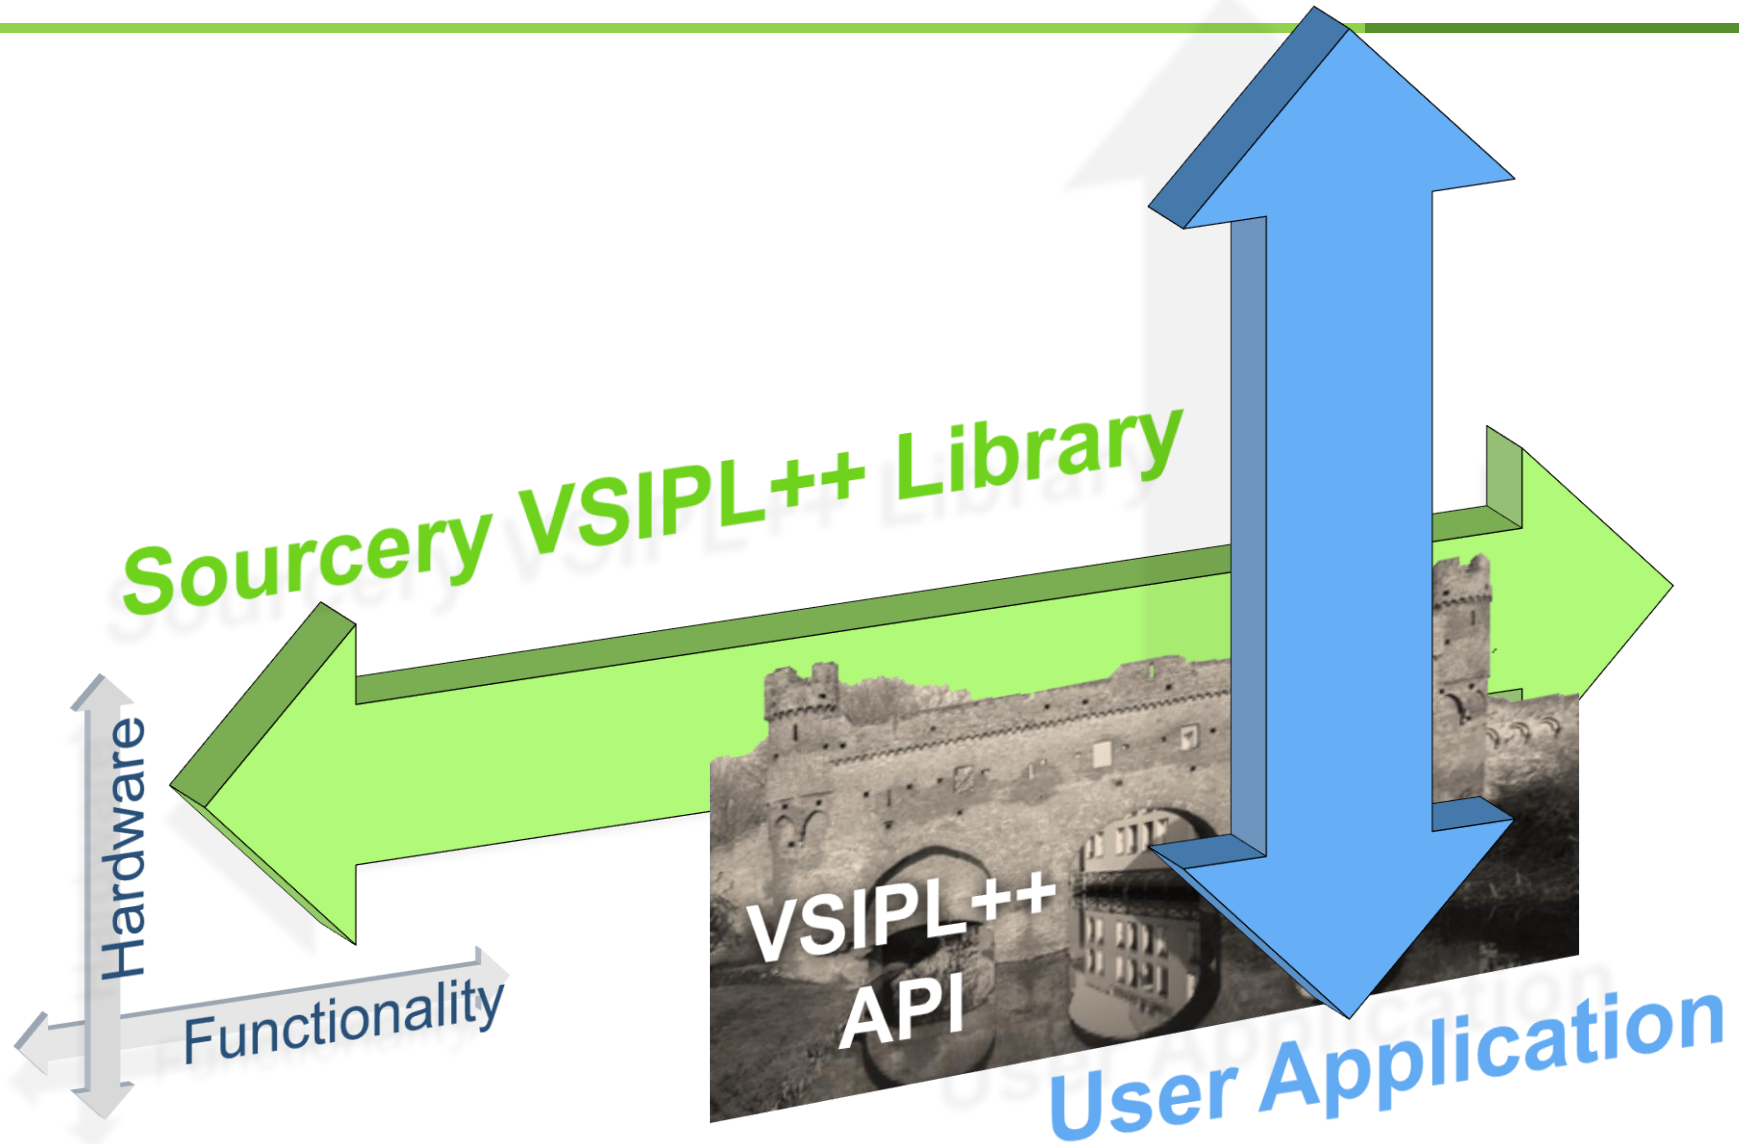 Sourcery VSIPL++ Library
Hardware
Functionality
VSIPL++
API
User Application